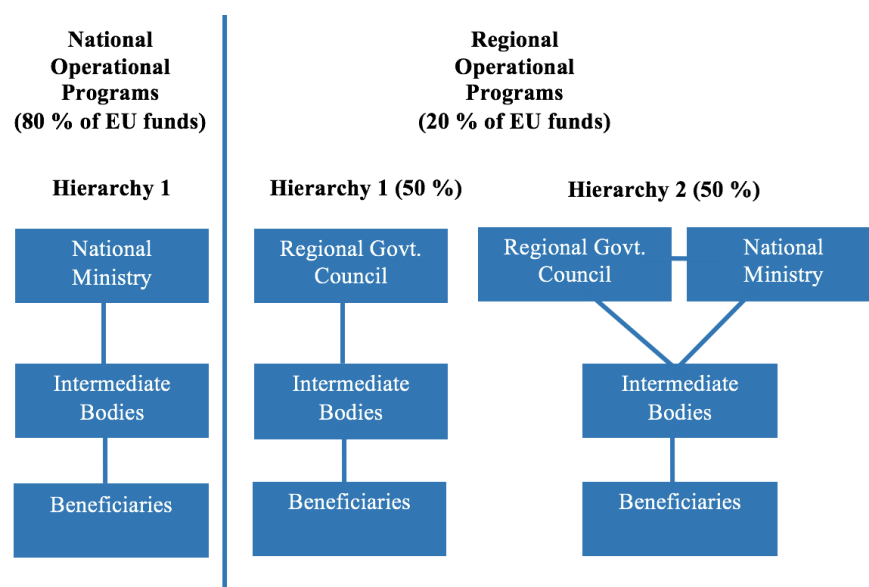 National
Operational
Programs
(80 % of EU funds)
Regional
Operational
Programs
(20 % of EU funds)
Hierarchy 1
Hierarchy 1 (50 %)
Hierarchy 2 (50 %)
National
Ministry
Regional Govt.
Council
Regional Govt.
Council
National
Ministry
Intermediate
Bodies
Intermediate
Bodies
Intermediate
Bodies
Beneficiaries
Beneficiaries
Beneficiaries